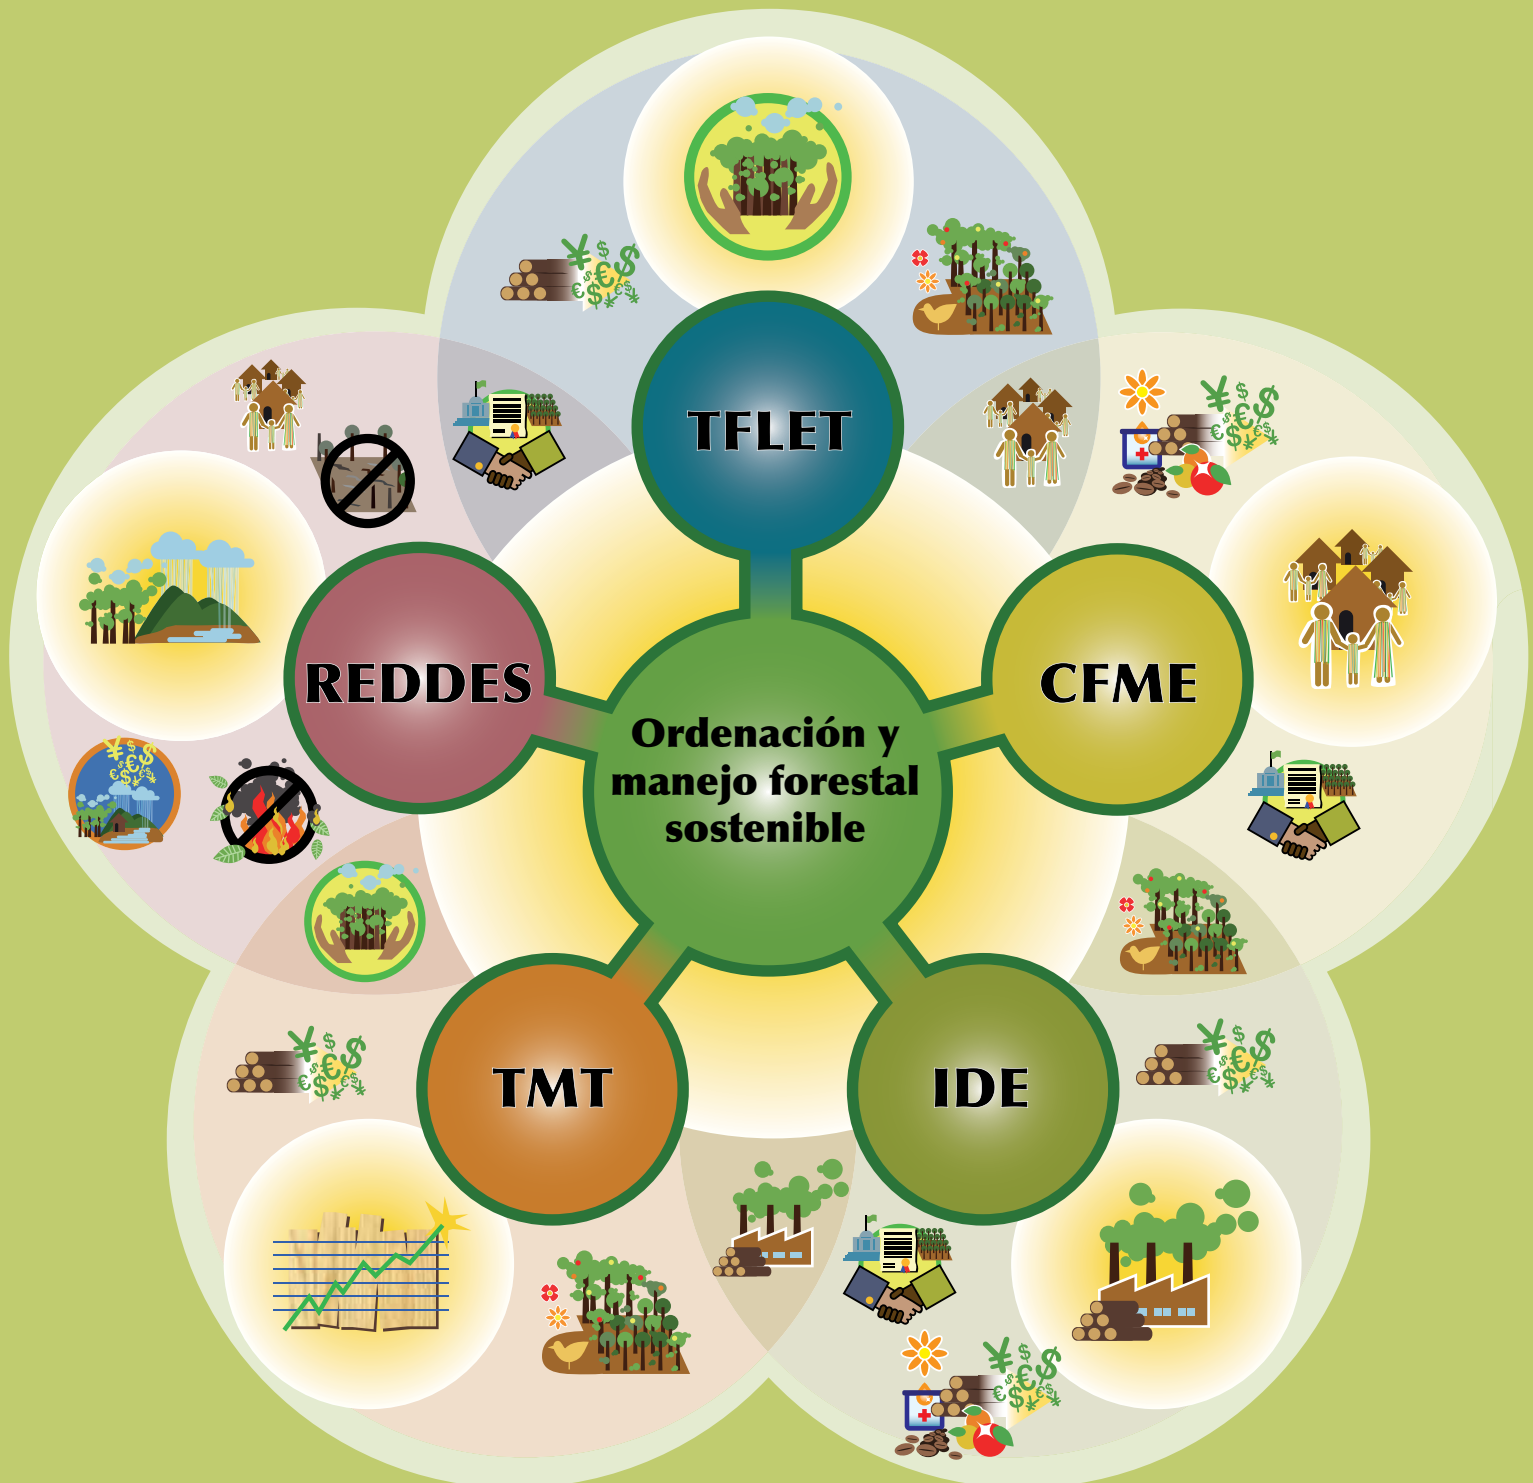 TFLET
REDDES
CFME
Ordenación y
manejo forestal
sostenible
TMT
IDE